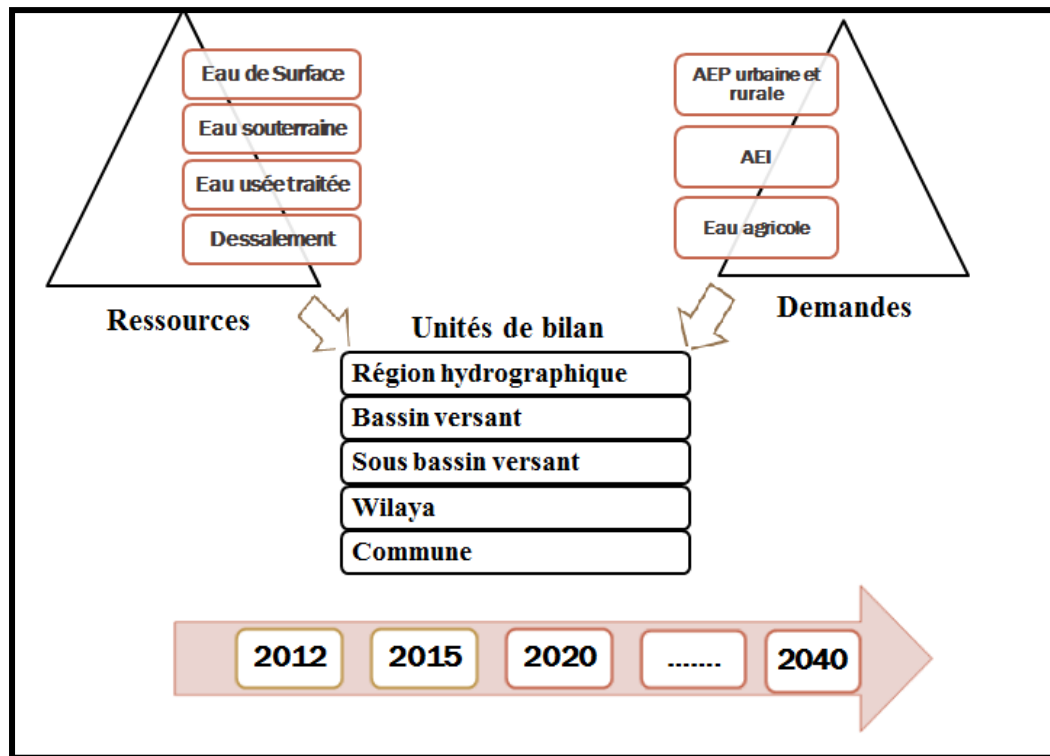 Eau de Surface
Eau souterraine
Eau usée traitée
Dessalement
Ressources
AEP urbaine et
rurale
AEI
Eau agricole
Demandes
Unités de bilan
Région hydrographique
Bassin versant
Sous bassin versant
Wilaya
Commune
2012
2015
2020
.......
2040